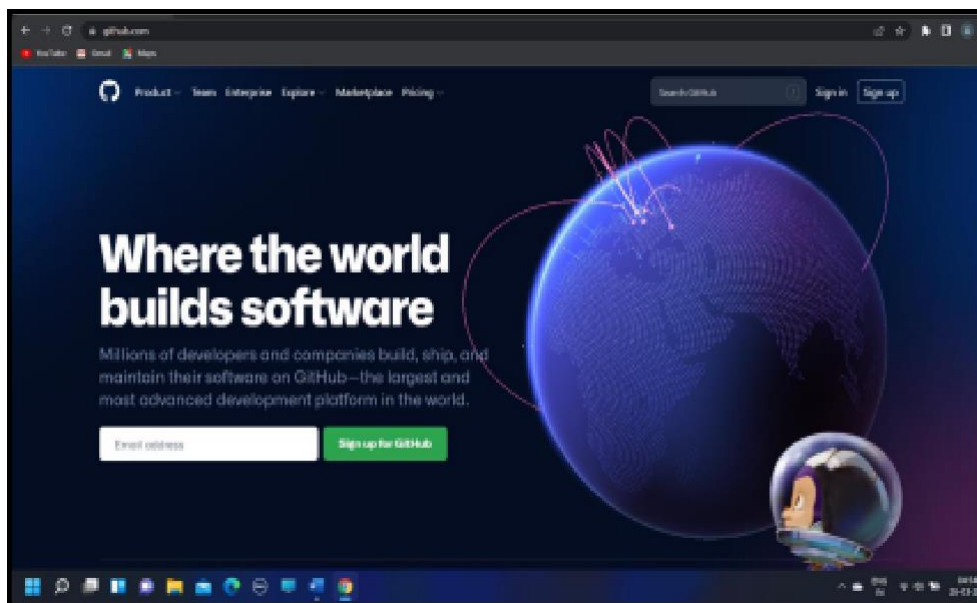 github.com
YouTube Gmail Maps
Product Team Enterprise Explore Marketplace Pricing
Search GitHub / Sign in Sign up
Where the world
builds software
Millions of developers and companies build, ship, and
maintain their software on GitHub—the largest and
most advanced development platform in the world.
Email address Sign up for GitHub
ENG